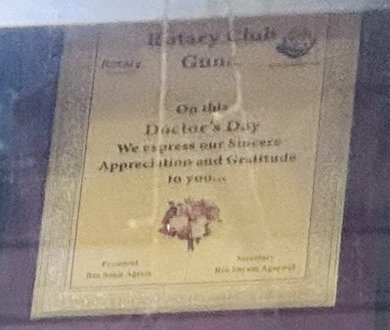 Rotary Club
Rotary
On this
Doctor's Day
We express our Sincere
Appreciation and Gratitude
to you...
President
Secretary